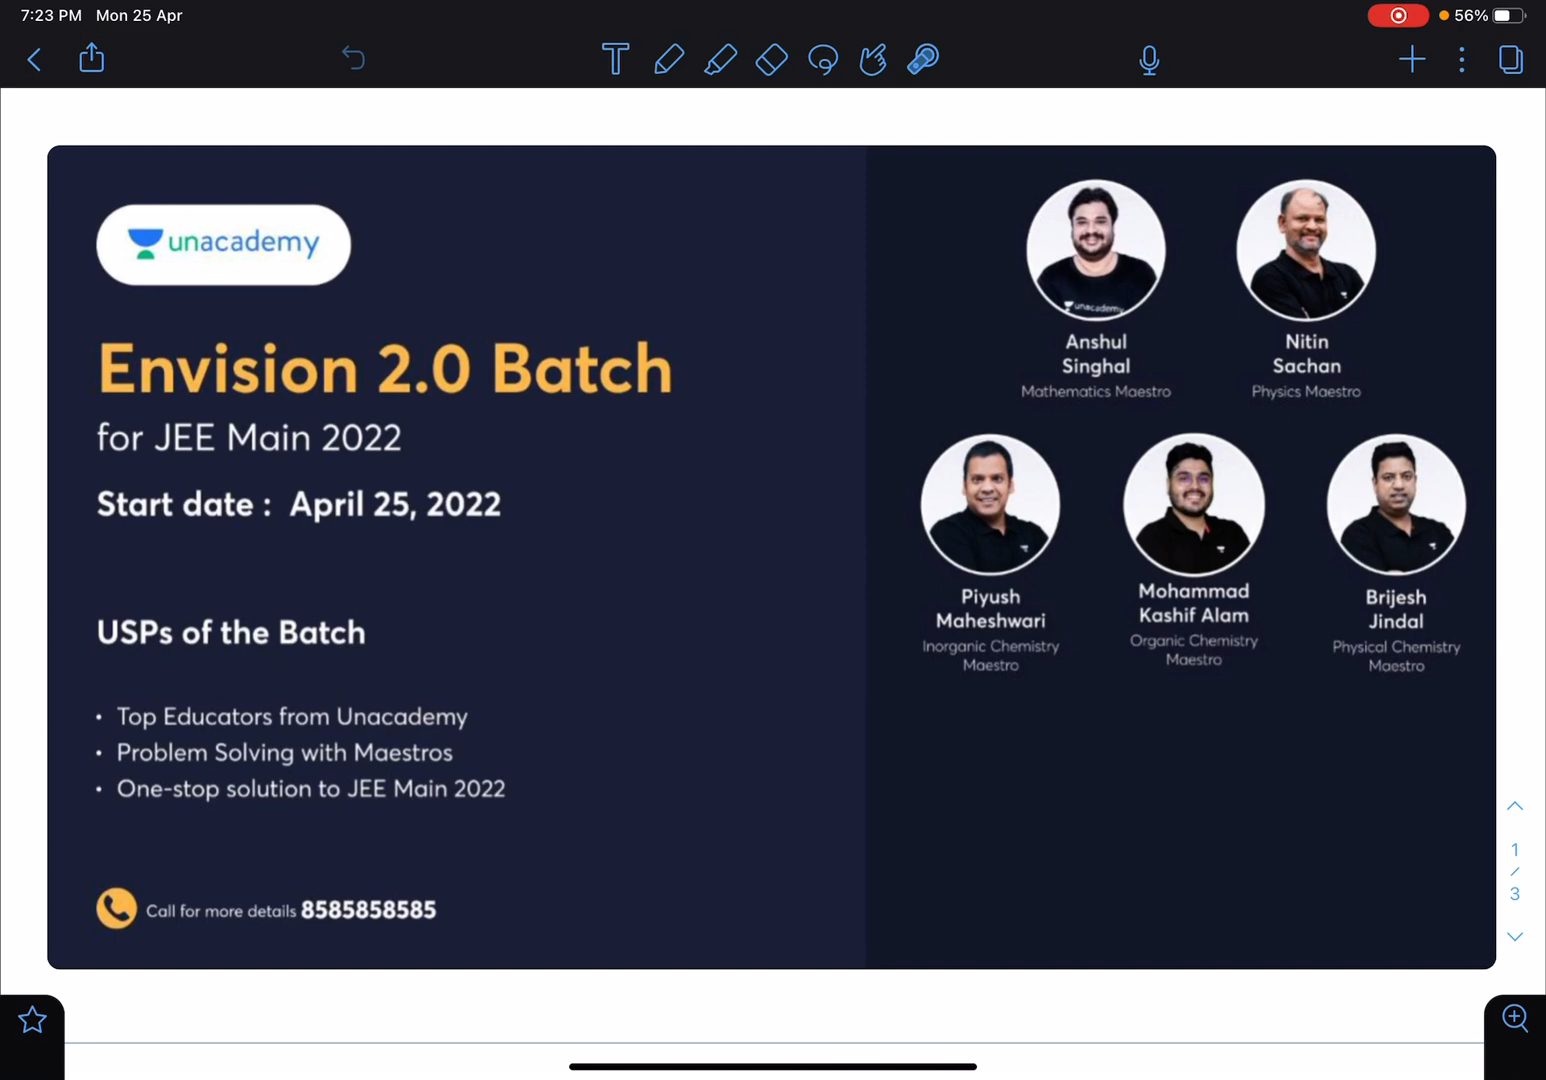 7:23 PM Mon 25 Apr
56%
unacademy
Envision 2.0 Batch
for JEE Main 2022
Start date : April 25, 2022
USPs of the Batch
• Top Educators from Unacademy
• Problem Solving with Maestros
• One-stop solution to JEE Main 2022
Call for more details 8585858585
unacademy
Anshul
Singhal
Mathematics Maestro
Nitin
Sachan
Physics Maestro
Piyush
Maheshwari
Inorganic Chemistry
Maestro
Mohammad
Kashif Alam
Organic Chemistry
Maestro
Brijesh
Jindal
Physical Chemistry
Maestro
1
/
3